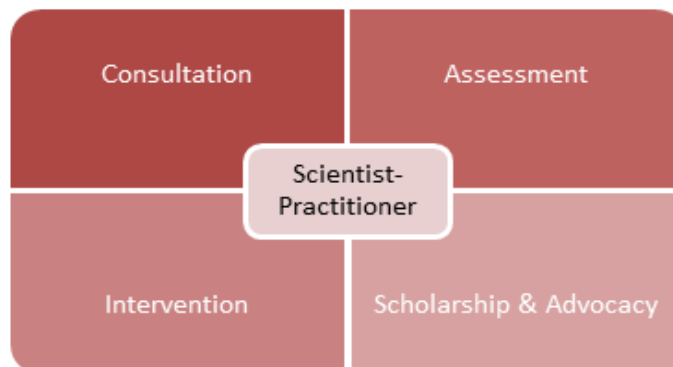 Consultation
Assessment
Scientist-
Practitioner
Intervention
Scholarship & Advocacy